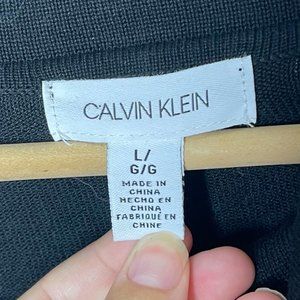 CALVIN KLEIN
L/
G/G
MADE IN
CHINA
HECHO EN
CHINA
FABRIQUÉ EN
CHINE